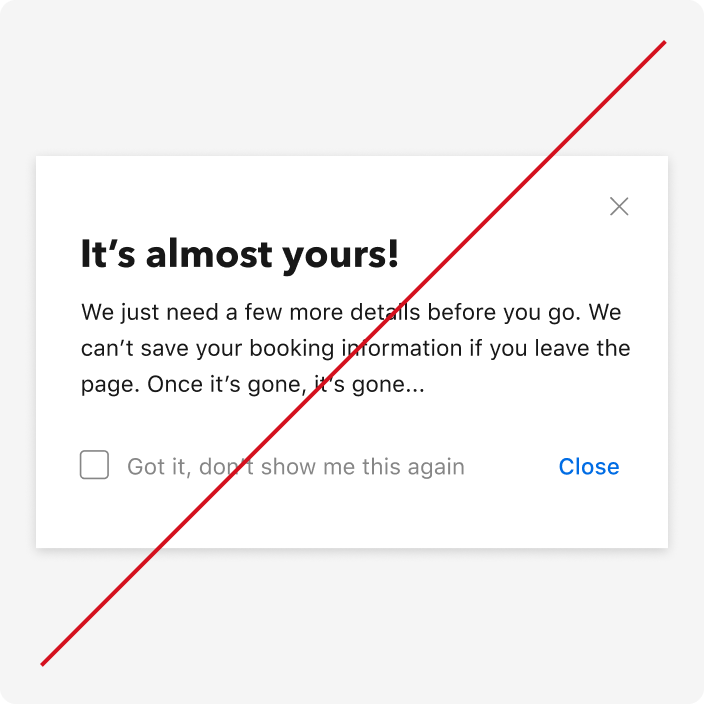 It’s almost yours!
We just need a few more details before you go. We
can’t save your booking information if you leave the
page. Once it’s gone, it’s gone...
Got it, don’t show me this again
Close